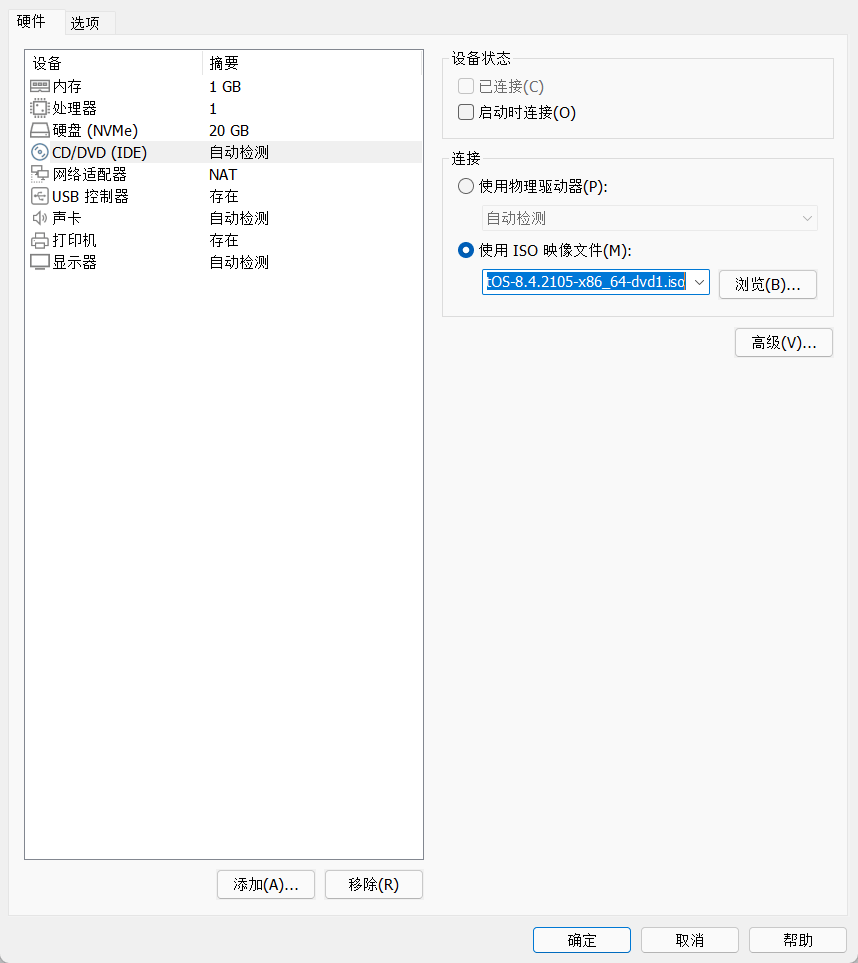 硬件 选项
设备 摘要
内存 1 GB
处理器 1
硬盘 (NVMe) 20 GB
CD/DVD (IDE) 自动检测
网络适配器 NAT
USB 控制器 存在
声卡 自动检测
打印机 存在
显示器 自动检测
添加(A)... 移除(R)
设备状态
已连接(C)
启动时连接(O)
连接
使用物理驱动器(P):
自动检测
使用 ISO 映像文件(M):
tOS-8.4.2105-x86_64-dvd1.iso 浏览(B)...
高级(V)...
确定 取消 帮助